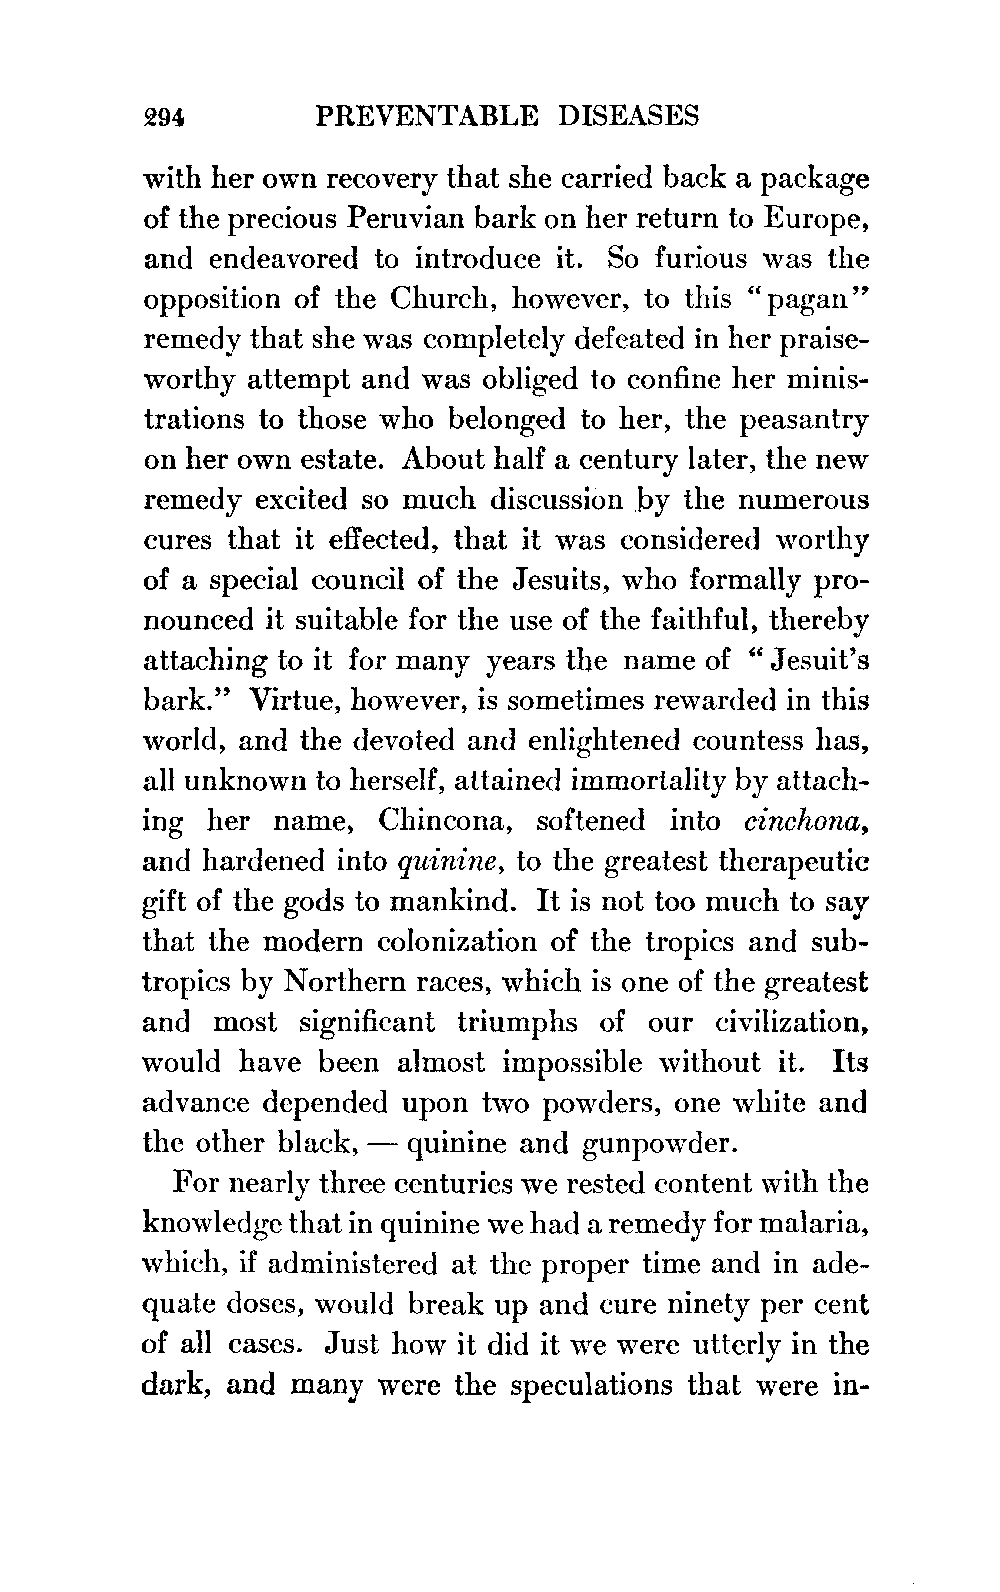 294 PREVENTABLE DISEASES
with her own recovery that she carried back a package
of the precious Peruvian bark on her return to Europe,
and endeavored to introduce it. So furious was the
opposition of the Church, however, to this “pagan”
remedy that she was completely defeated in her praise-
worthy attempt and was obliged to confine her minis-
trations to those who belonged to her, the peasantry
on her own estate. About half a century later, the new
remedy excited so much discussion by the numerous
cures that it effected, that it was considered worthy
of a special council of the Jesuits, who formally pro-
nounced it suitable for the use of the faithful, thereby
attaching to it for many years the name of “Jesuit’s
bark.” Virtue, however, is sometimes rewarded in this
world, and the devoted and enlightened countess has,
all unknown to herself, attained immortality by attach-
ing her name, Chincona, softened into cinchona,
and hardened into quinine, to the greatest therapeutic
gift of the gods to mankind. It is not too much to say
that the modern colonization of the tropics and sub-
tropics by Northern races, which is one of the greatest
and most significant triumphs of our civilization,
would have been almost impossible without it. Its
advance depended upon two powders, one white and
the other black, — quinine and gunpowder.
For nearly three centuries we rested content with the
knowledge that in quinine we had a remedy for malaria,
which, if administered at the proper time and in ade-
quate doses, would break up and cure ninety per cent
of all cases. Just how it did it we were utterly in the
dark, and many were the speculations that were in-